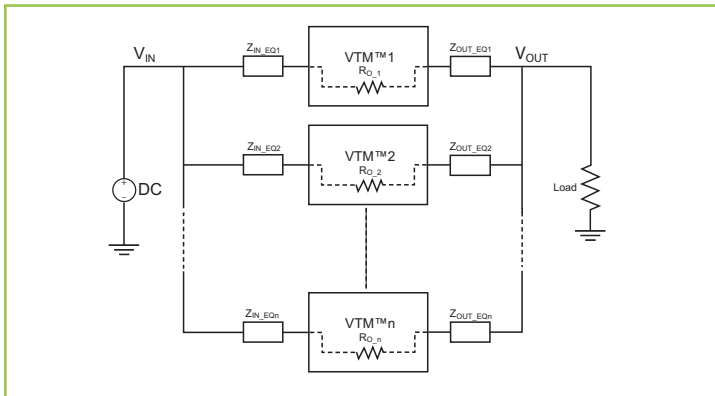 V_IN
Z_IN_EQ1
VTM™1
R_O_1
Z_OUT_EQ1
V_OUT
Z_IN_EQ2
VTM™2
R_O_2
Z_OUT_EQ2
+
−
DC
Load
Z_IN_EQn
VTM™n
R_O_n
Z_OUT_EQn